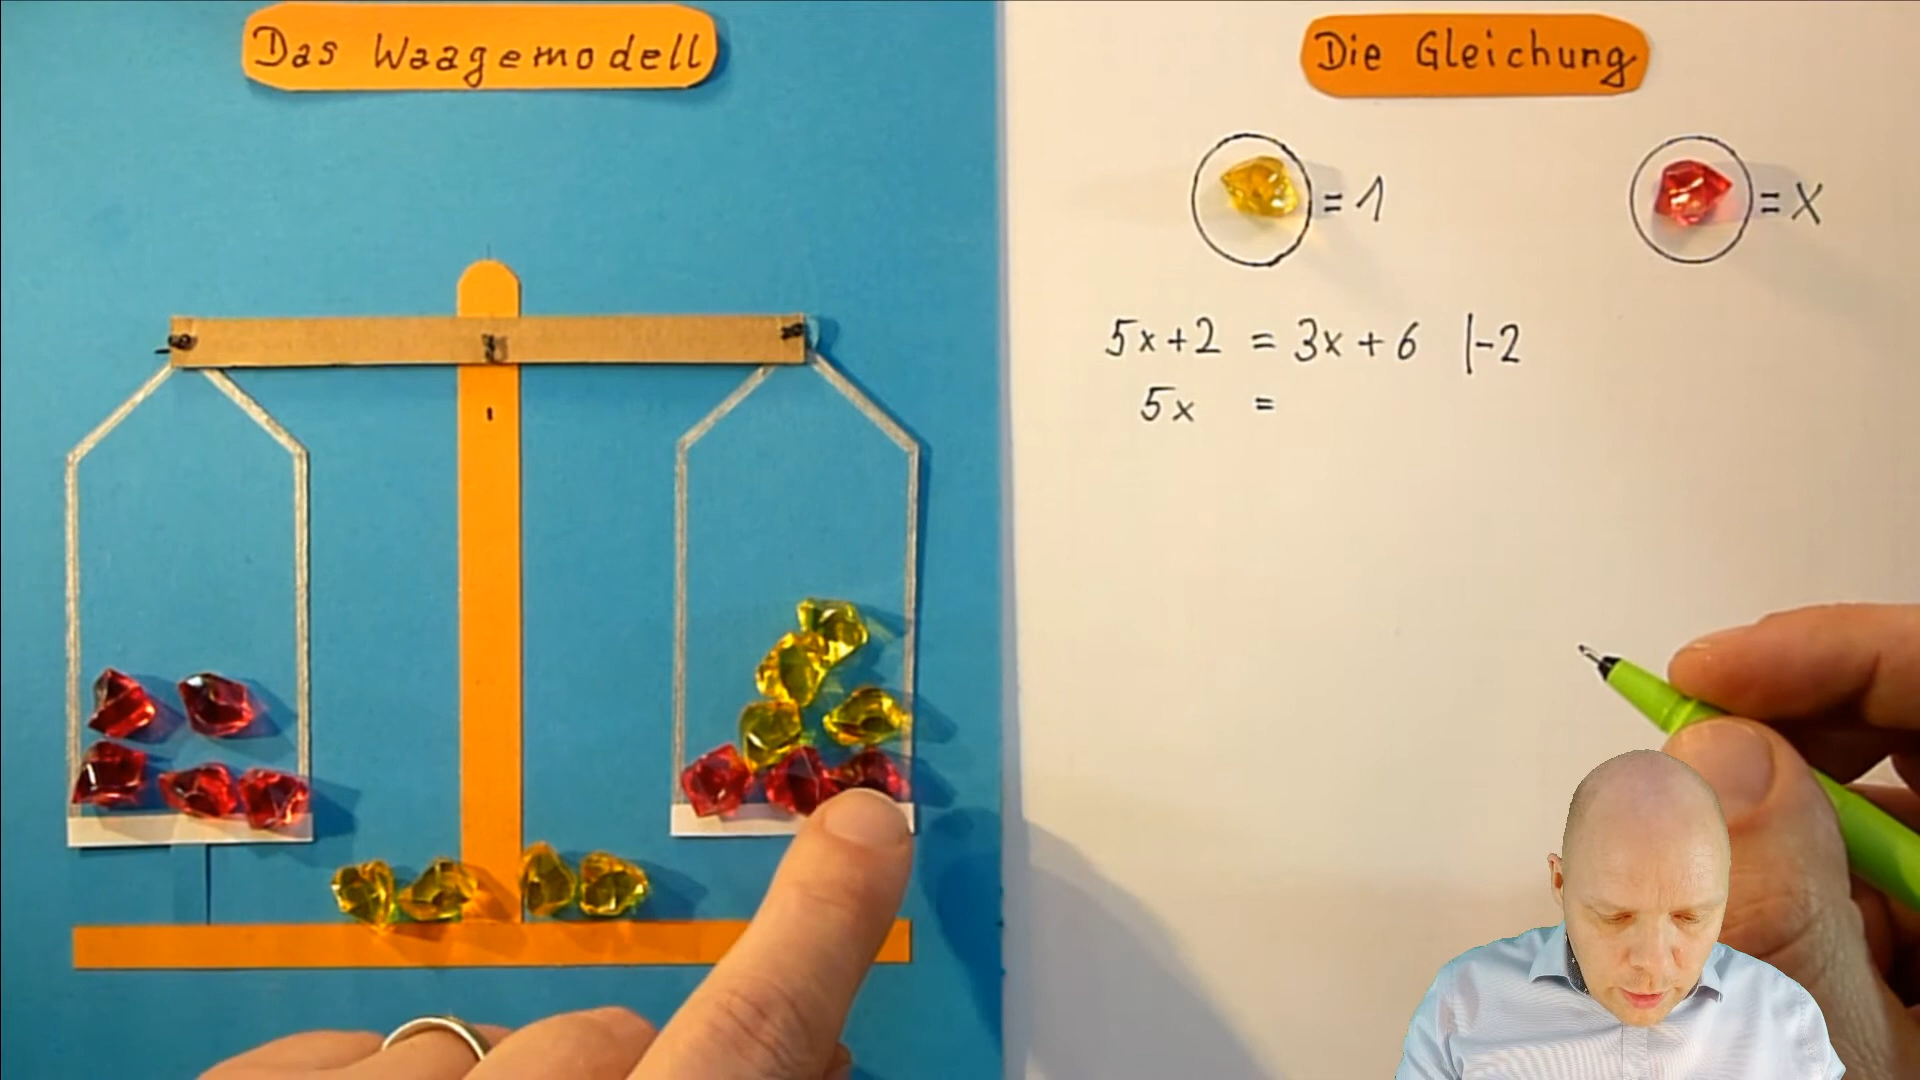 Das Waagemodell
Die Gleichung
= 1
= x
5x+2 = 3x+6 |-2
5x =